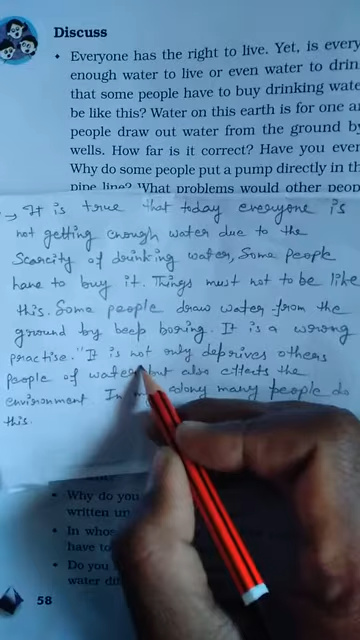 Discuss
• Everyone has the right to live. Yet, is every
enough water to live or even water to drin
that some people have to buy drinking wate
be like this? Water on this earth is for one a
people draw out water from the ground b
wells. How far is it correct? Have you ever
Why do some people put a pump directly in th
pipe line? What problems would other peop
→ It is true that today everyone is
not getting enough water due to the
Scarcity of drinking water, Some people
have to buy it. Things must not to be like
this. Some people draw water from the
ground by beep boring. It is a wrong
practise. "It is not only deprives others
people of water but also effects the
environment. In my colony many people do
this.
• Why do you
written un
• In whos
have to
• Do you
water di
58